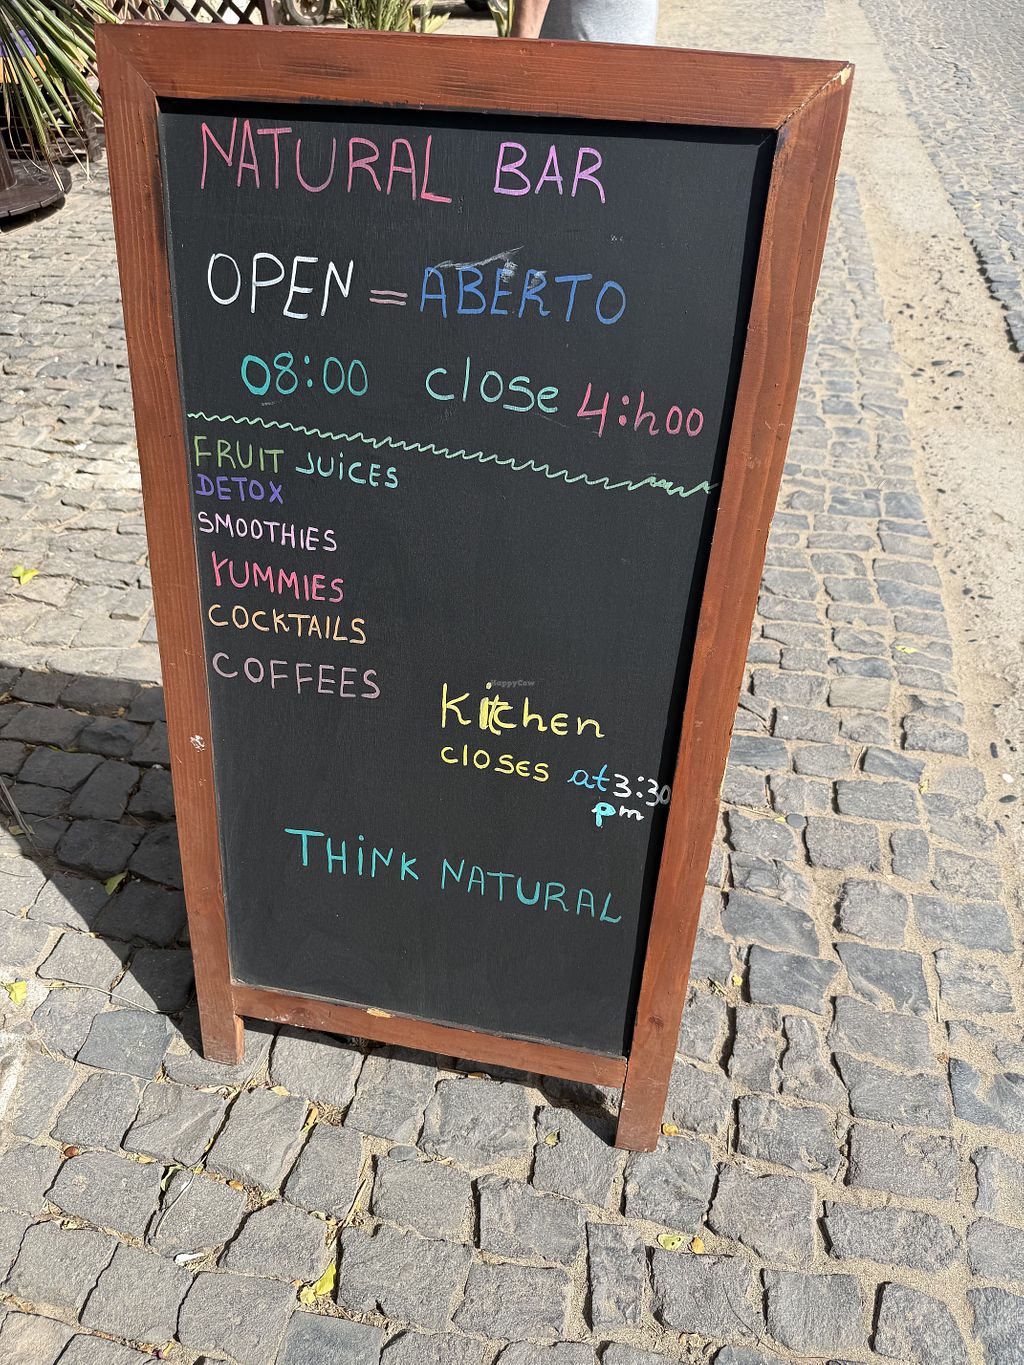 NATURAL BAR
OPEN = ABERTO
08:00 close 4:h00
FRUIT JUiCES
DETOX
SMOOTHIES
YUMMIES
COCKTAILS
COFFEES
HappyCow
Kitchen
closes at 3:30
pm
THiNK NATURAL